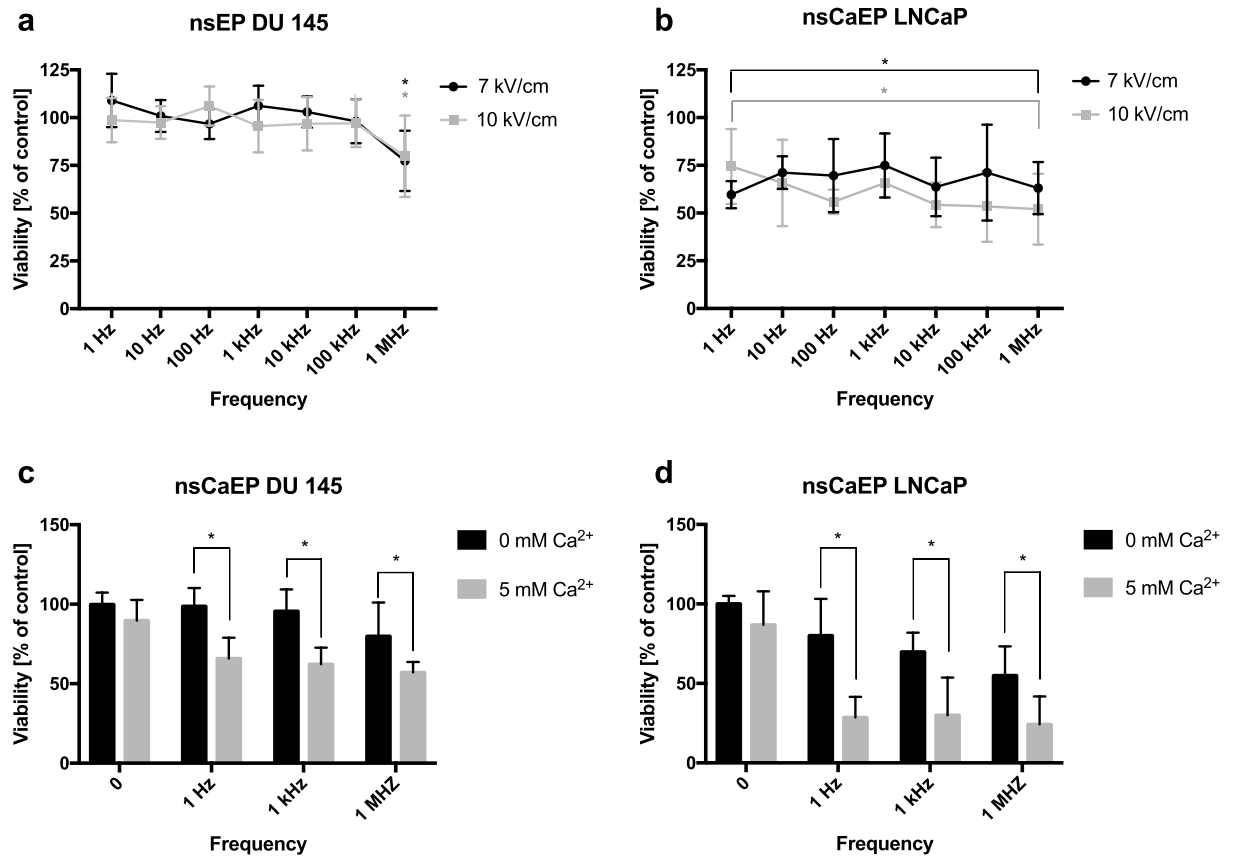 a
nsEP DU 145
Viability [% of control]
125
100
75
50
25
0
* 
*
7 kV/cm
10 kV/cm
1 Hz
10 Hz
100 Hz
1 kHz
10 kHz
100 kHz
1 MHz
Frequency
b
nsCaEP LNCaP
Viability [% of control]
125
100
75
50
25
0
*
*
7 kV/cm
10 kV/cm
1 Hz
10 Hz
100 Hz
1 kHz
10 kHz
100 kHz
1 MHz
Frequency
c
nsCaEP DU 145
Viability [% of control]
150
100
50
0
*
*
*
0 mM Ca²⁺
5 mM Ca²⁺
0
1 Hz
1 kHz
1 MHZ
Frequency
d
nsCaEP LNCaP
Viability [% of control]
150
100
50
0
*
*
*
0 mM Ca²⁺
5 mM Ca²⁺
0
1 Hz
1 kHz
1 MHZ
Frequency